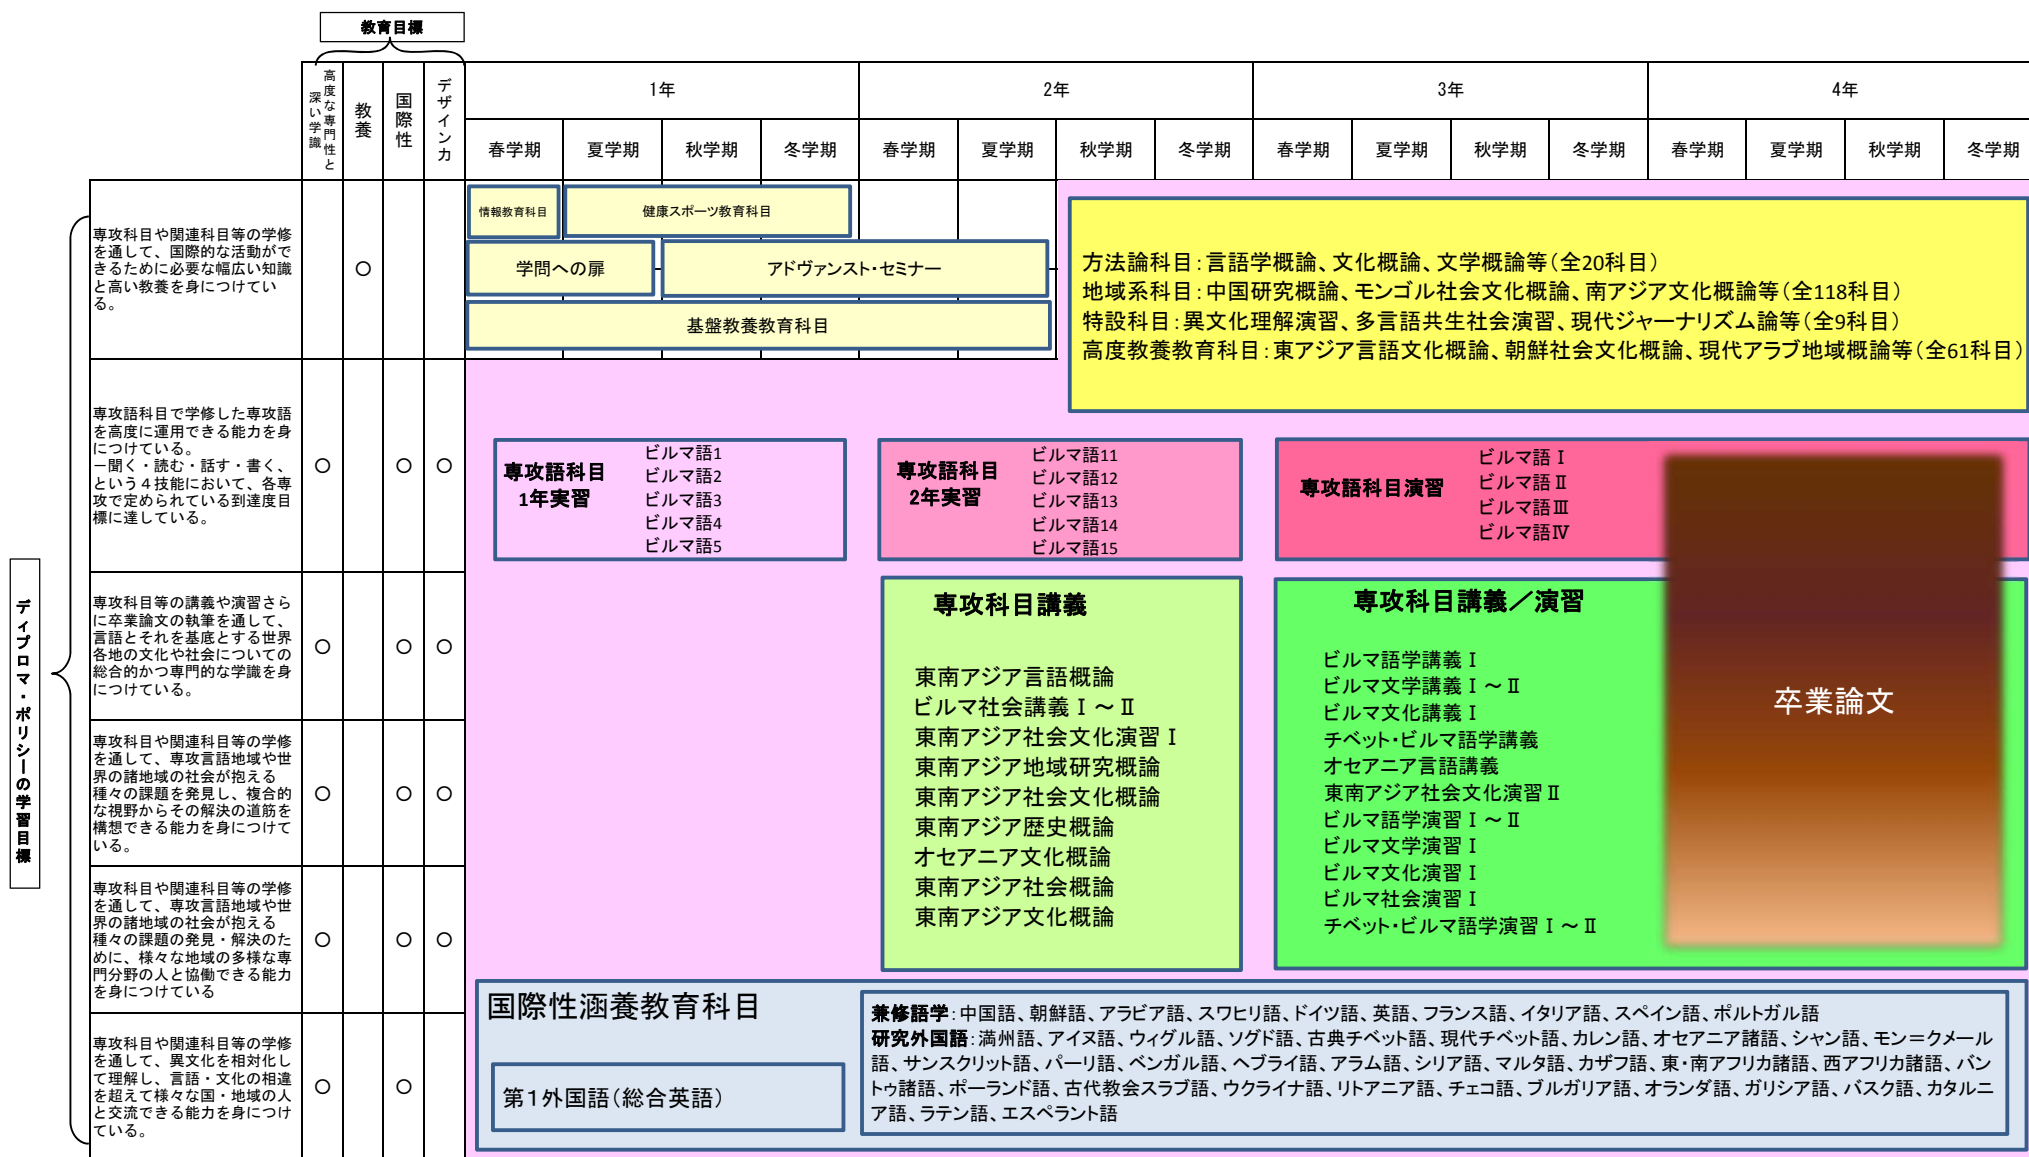 教育目標
高度な専門性と
深い学識
教養
国際性
デザイン力
1年
2年
3年
4年
春学期
夏学期
秋学期
冬学期
春学期
夏学期
秋学期
冬学期
春学期
夏学期
秋学期
冬学期
春学期
夏学期
秋学期
冬学期
ディプロマ・ポリシーの学習目標
専攻科目や関連科目等の学修
を通して、国際的な活動がで
きるために必要な幅広い知識
と高い教養を身につけてい
る。
○
情報教育科目
健康スポーツ教育科目
学問への扉
アドヴァンスト・セミナー
基盤教養教育科目
方法論科目：言語学概論、文化概論、文学概論等（全20科目）
地域系科目：中国研究概論、モンゴル社会文化概論、南アジア文化概論等（全118科目）
特設科目：異文化理解演習、多言語共生社会演習、現代ジャーナリズム論等（全9科目）
高度教養教育科目：東アジア言語文化概論、朝鮮社会文化概論、現代アラブ地域概論等（全61科目）
専攻語科目で学修した専攻語
を高度に運用できる能力を身
につけている。
－聞く・読む・話す・書く、
という４技能において、各専
攻で定められている到達度目
標に達している。
○
○
○
専攻語科目
1年実習
ビルマ語1
ビルマ語2
ビルマ語3
ビルマ語4
ビルマ語5
専攻語科目
2年実習
ビルマ語11
ビルマ語12
ビルマ語13
ビルマ語14
ビルマ語15
専攻語科目演習
ビルマ語Ⅰ
ビルマ語Ⅱ
ビルマ語Ⅲ
ビルマ語Ⅳ
専攻科目等の講義や演習さら
に卒業論文の執筆を通して、
言語とそれを基底とする世界
各地の文化や社会についての
総合的かつ専門的な学識を身
につけている。
○
○
○
専攻科目や関連科目等の学修
を通して、専攻言語地域や世
界の諸地域の社会が抱える
種々の課題を発見し、複合的
な視野からその解決の道筋を
構想できる能力を身につけて
いる。
○
○
○
専攻科目や関連科目等の学修
を通して、専攻言語地域や世
界の諸地域の社会が抱える
種々の課題の発見・解決のた
めに、様々な地域の多様な専
門分野の人と協働できる能力
を身につけている
○
○
○
専攻科目講義
東南アジア言語概論
ビルマ社会講義Ⅰ～Ⅱ
東南アジア社会文化演習Ⅰ
東南アジア地域研究概論
東南アジア社会文化概論
東南アジア歴史概論
オセアニア文化概論
東南アジア社会概論
東南アジア文化概論
専攻科目講義／演習
ビルマ語学講義Ⅰ
ビルマ文学講義Ⅰ～Ⅱ
ビルマ文化講義Ⅰ
チベット・ビルマ語学講義
オセアニア言語講義
東南アジア社会文化演習Ⅱ
ビルマ語学演習Ⅰ～Ⅱ
ビルマ文学演習Ⅰ
ビルマ文化演習Ⅰ
ビルマ社会演習Ⅰ
チベット・ビルマ語学演習Ⅰ～Ⅱ
卒業論文
専攻科目や関連科目等の学修
を通して、異文化を相対化し
て理解し、言語・文化の相違
を超えて様々な国・地域の人
と交流できる能力を身につけ
ている。
○
○
国際性涵養教育科目
第１外国語（総合英語）
兼修語学：中国語、朝鮮語、アラビア語、スワヒリ語、ドイツ語、英語、フランス語、イタリア語、スペイン語、ポルトガル語
研究外国語：満州語、アイヌ語、ウィグル語、ソグド語、古典チベット語、現代チベット語、カレン語、オセアニア諸語、シャン語、モン＝クメール
語、サンスクリット語、パーリ語、ベンガル語、ヘブライ語、アラム語、シリア語、マルタ語、カザフ語、東・南アフリカ諸語、西アフリカ諸語、バン
トゥ諸語、ポーランド語、古代教会スラブ語、ウクライナ語、リトアニア語、チェコ語、ブルガリア語、オランダ語、ガリシア語、バスク語、カタルニ
ア語、ラテン語、エスペラント語